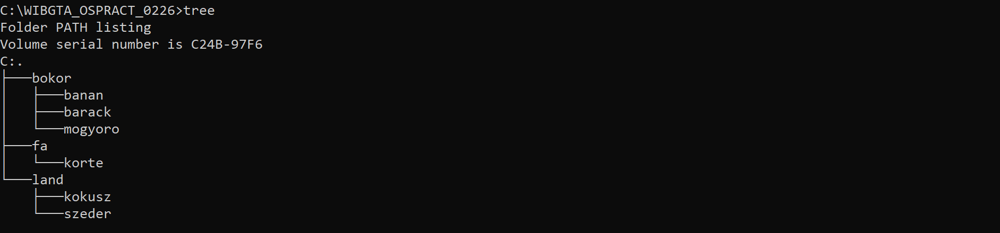 C:\WIBGTA_OSPRACT_0226>tree
Folder PATH listing
Volume serial number is C24B-97F6
C:.
├───bokor
│   ├───banan
│   ├───barack
│   └───mogyoro
├───fa
│   └───korte
└───land
    ├───kokusz
    └───szeder